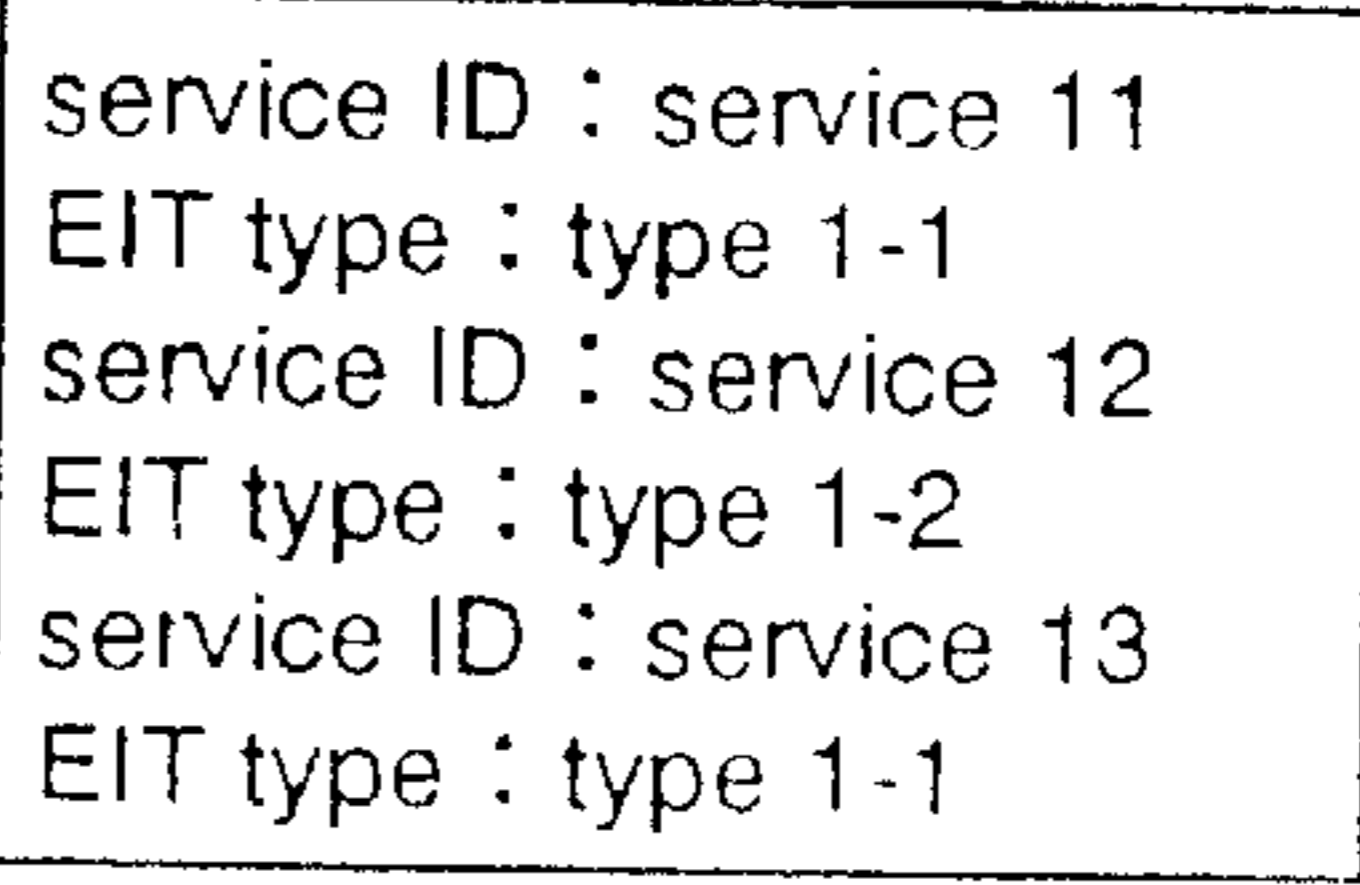 service ID : service 11
EIT type : type 1-1
service ID : service 12
EIT type : type 1-2
service ID : service 13
EIT type : type 1-1